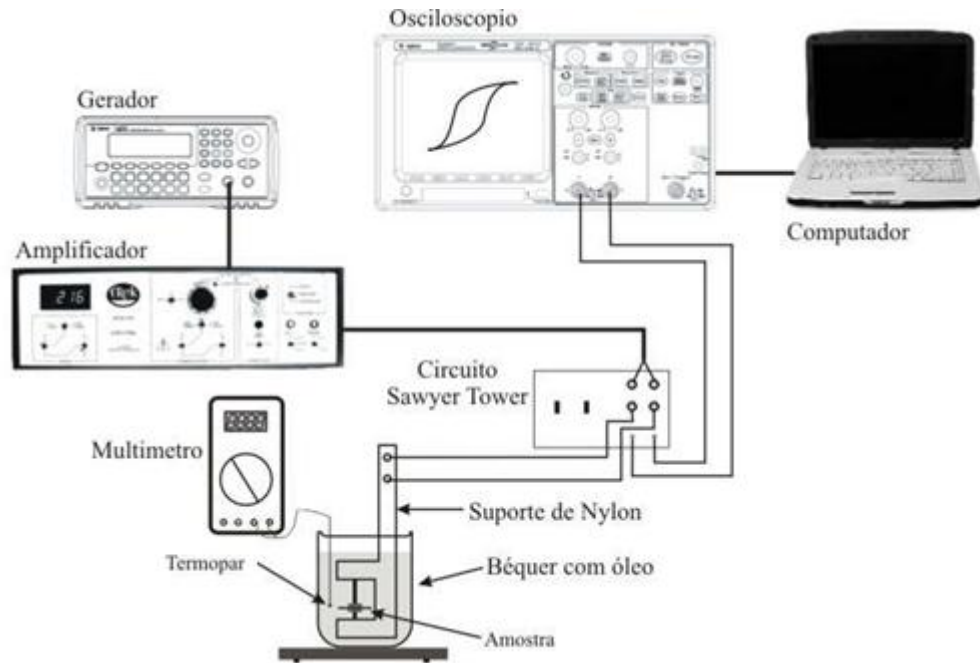 Osciloscopio
Gerador
Amplificador
216
Computador
Circuito
Sawyer Tower
Multimetro
Suporte de Nylon
Termopar
Béquer com óleo
Amostra